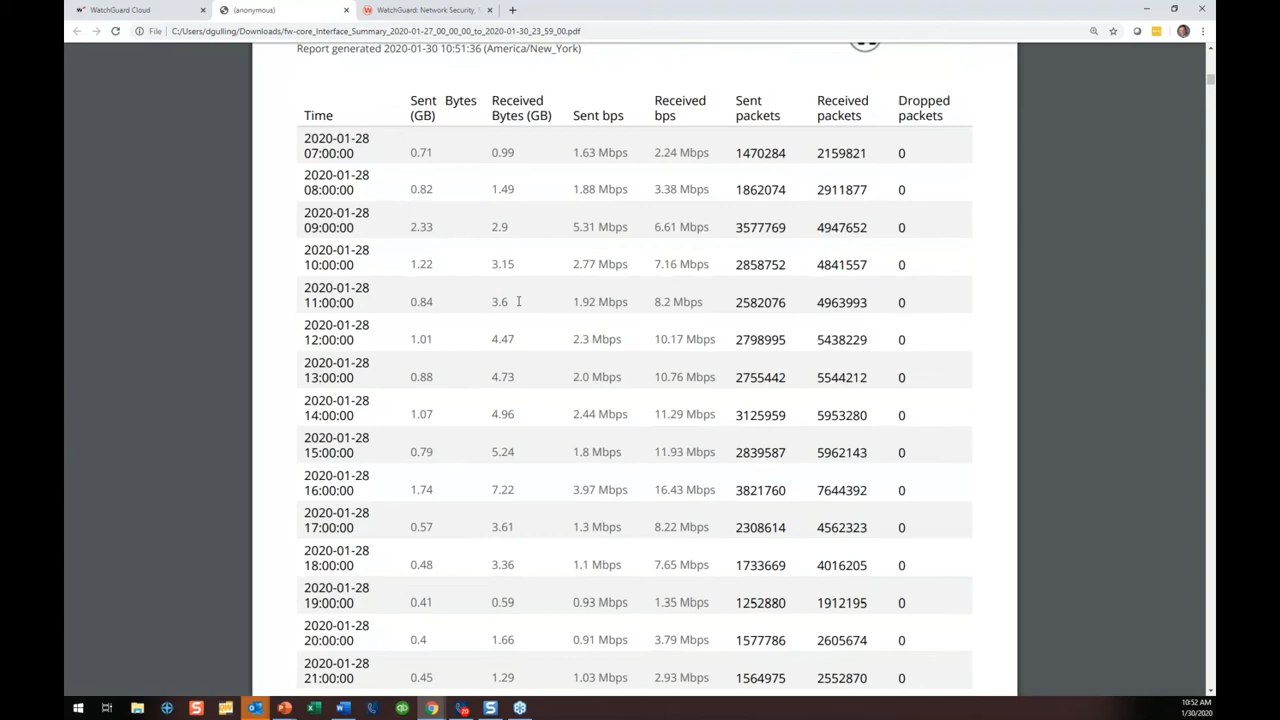 WatchGuard Cloud
(anonymous)
WatchGuard: Network Security,
File
C:/Users/dgulling/Downloads/fw-core_Interface_Summary_2020-01-27_00_00_00_to_2020-01-30_23_59_00.pdf
Report generated 2020-01-30 10:51:36 (America/New_York)
Time Sent Bytes (GB) Received Bytes (GB) Sent bps Received bps Sent packets Received packets Dropped packets
2020-01-28 07:00:00 0.71 0.99 1.63 Mbps 2.24 Mbps 1470284 2159821 0
2020-01-28 08:00:00 0.82 1.49 1.88 Mbps 3.38 Mbps 1862074 2911877 0
2020-01-28 09:00:00 2.33 2.9 5.31 Mbps 6.61 Mbps 3577769 4947652 0
2020-01-28 10:00:00 1.22 3.15 2.77 Mbps 7.16 Mbps 2858752 4841557 0
2020-01-28 11:00:00 0.84 3.6 1.92 Mbps 8.2 Mbps 2582076 4963993 0
2020-01-28 12:00:00 1.01 4.47 2.3 Mbps 10.17 Mbps 2798995 5438229 0
2020-01-28 13:00:00 0.88 4.73 2.0 Mbps 10.76 Mbps 2755442 5544212 0
2020-01-28 14:00:00 1.07 4.96 2.44 Mbps 11.29 Mbps 3125959 5953280 0
2020-01-28 15:00:00 0.79 5.24 1.8 Mbps 11.93 Mbps 2839587 5962143 0
2020-01-28 16:00:00 1.74 7.22 3.97 Mbps 16.43 Mbps 3821760 7644392 0
2020-01-28 17:00:00 0.57 3.61 1.3 Mbps 8.22 Mbps 2308614 4562323 0
2020-01-28 18:00:00 0.48 3.36 1.1 Mbps 7.65 Mbps 1733669 4016205 0
2020-01-28 19:00:00 0.41 0.59 0.93 Mbps 1.35 Mbps 1252880 1912195 0
2020-01-28 20:00:00 0.4 1.66 0.91 Mbps 3.79 Mbps 1577786 2605674 0
2020-01-28 21:00:00 0.45 1.29 1.03 Mbps 2.93 Mbps 1564975 2552870 0
10:52 AM
1/30/2020